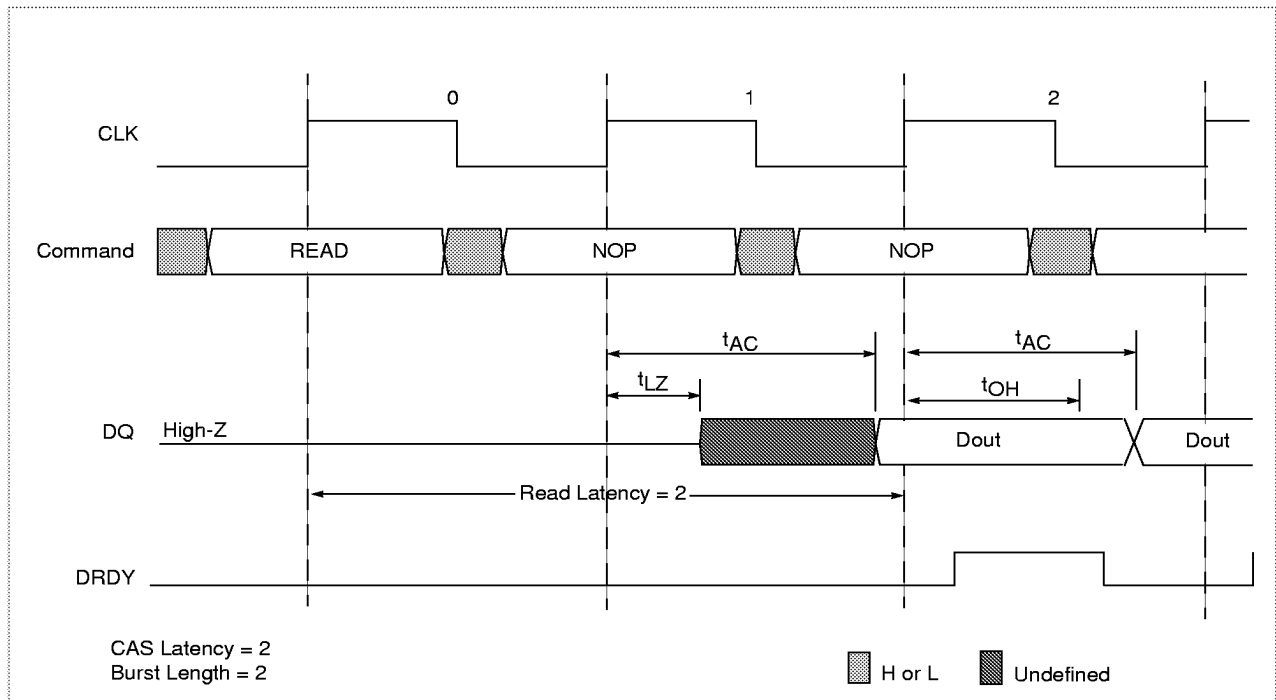 0 1 2
CLK
Command READ NOP NOP
tAC tAC
tLZ tOH
DQ High-Z Dout Dout
Read Latency = 2
DRDY
CAS Latency = 2
Burst Length = 2
H or L Undefined